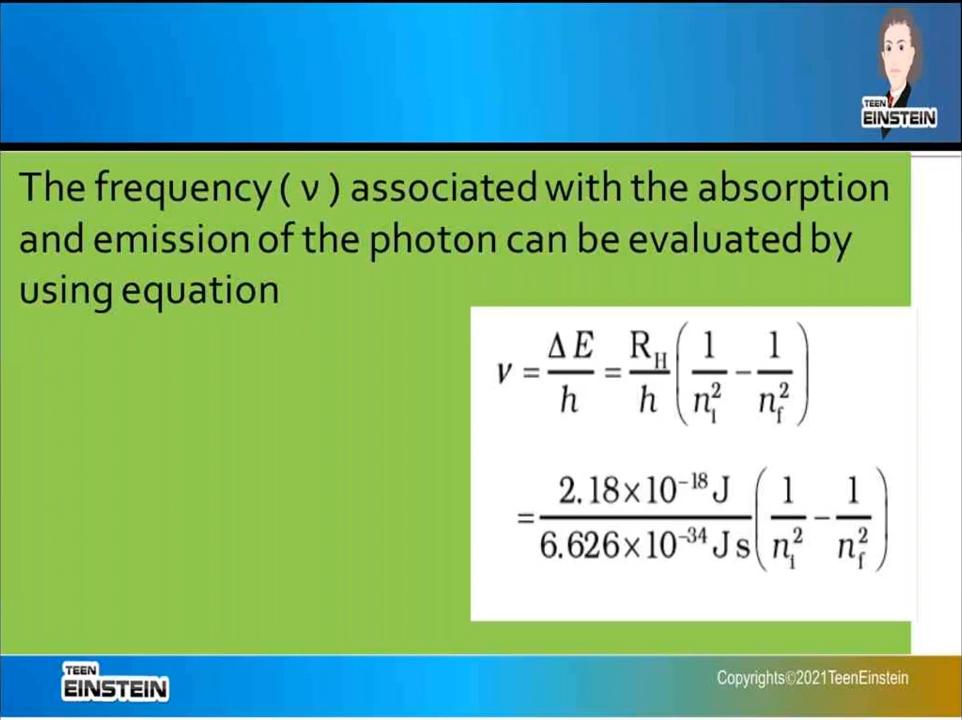 TEEN
EINSTEIN
The frequency ( ν ) associated with the absorption
and emission of the photon can be evaluated by
using equation
ν = ΔE/h = R_H/h (1/n_i² − 1/n_f²)
= 2.18×10⁻¹⁸ J / 6.626×10⁻³⁴ J s (1/n_i² − 1/n_f²)
TEEN
EINSTEIN
Copyrights©2021TeenEinstein